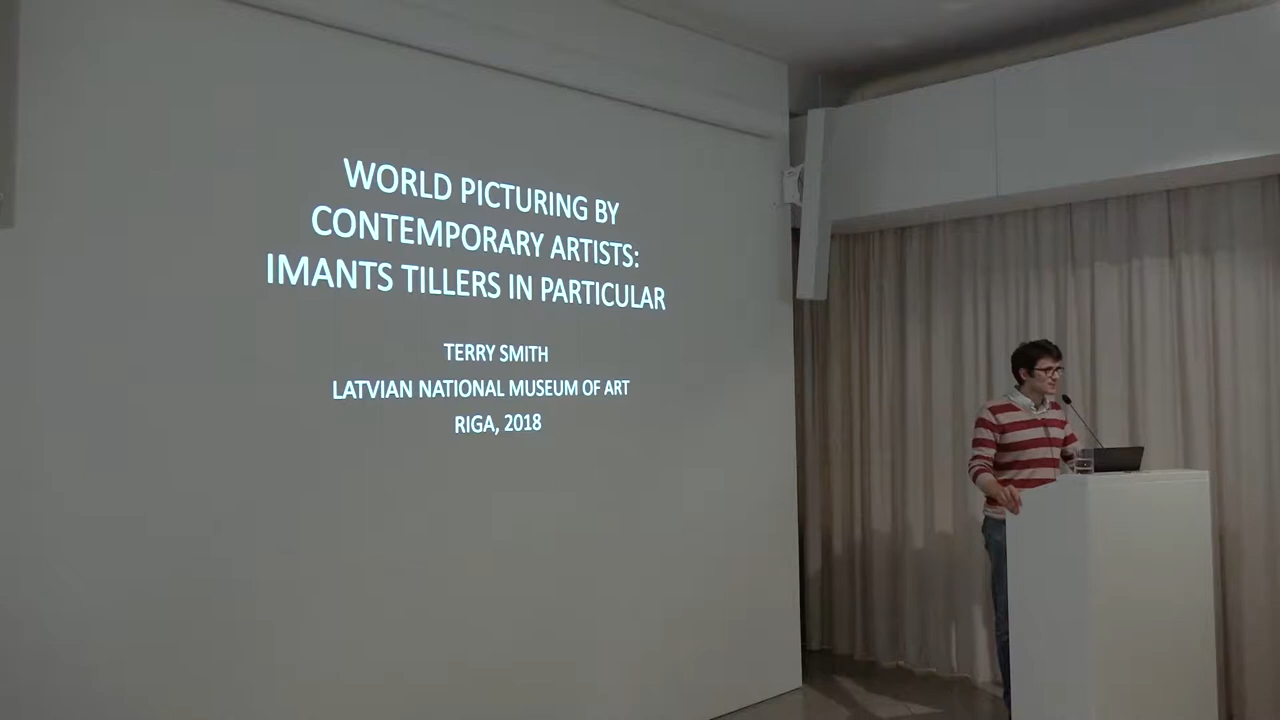 WORLD PICTURING BY
CONTEMPORARY ARTISTS:
IMANTS TILLERS IN PARTICULAR
TERRY SMITH
LATVIAN NATIONAL MUSEUM OF ART
RIGA, 2018